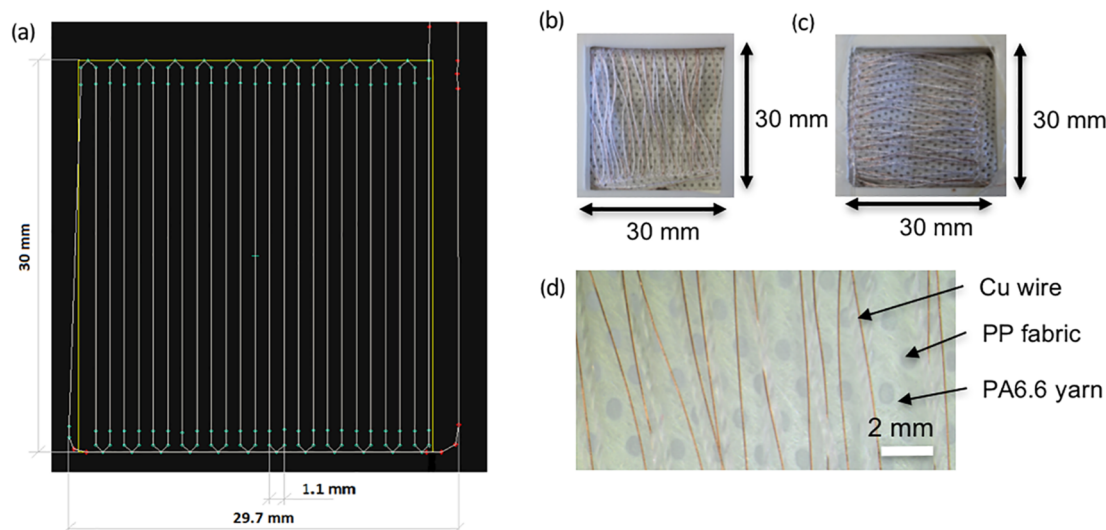 (a)
30 mm
1.1 mm
29.7 mm
(b)
30 mm
30 mm
(c)
30 mm
30 mm
(d)
Cu wire
PP fabric
PA6.6 yarn
2 mm